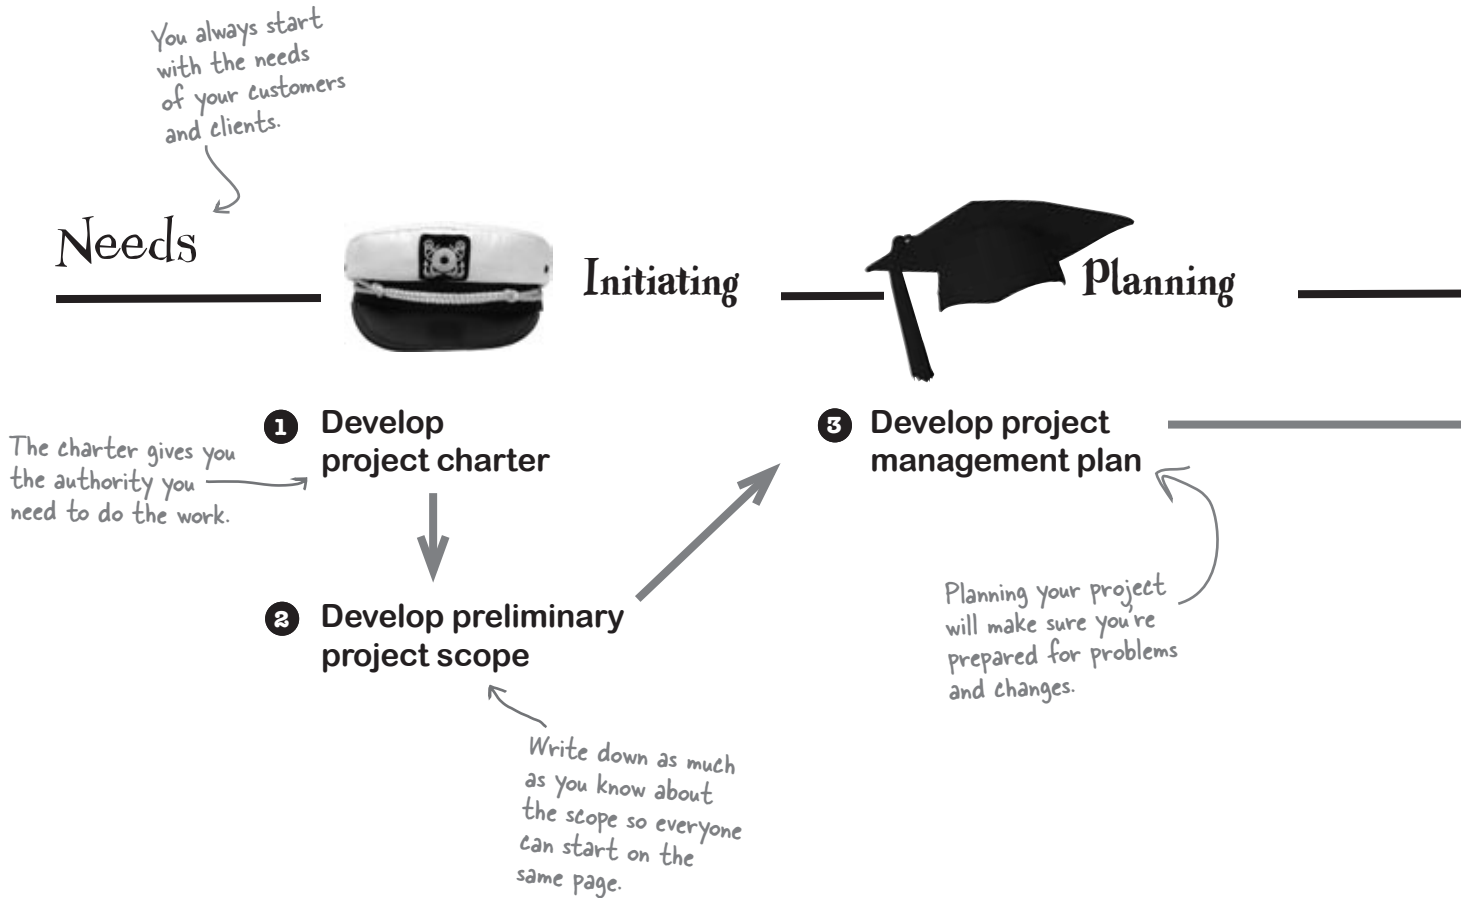 You always start
with the needs
of your customers
and clients.
Needs
Initiating
Planning
1 Develop
project charter
The charter gives you
the authority you
need to do the work.
2 Develop preliminary
project scope
Write down as much
as you know about
the scope so everyone
can start on the
same page.
3 Develop project
management plan
Planning your project
will make sure you're
prepared for problems
and changes.